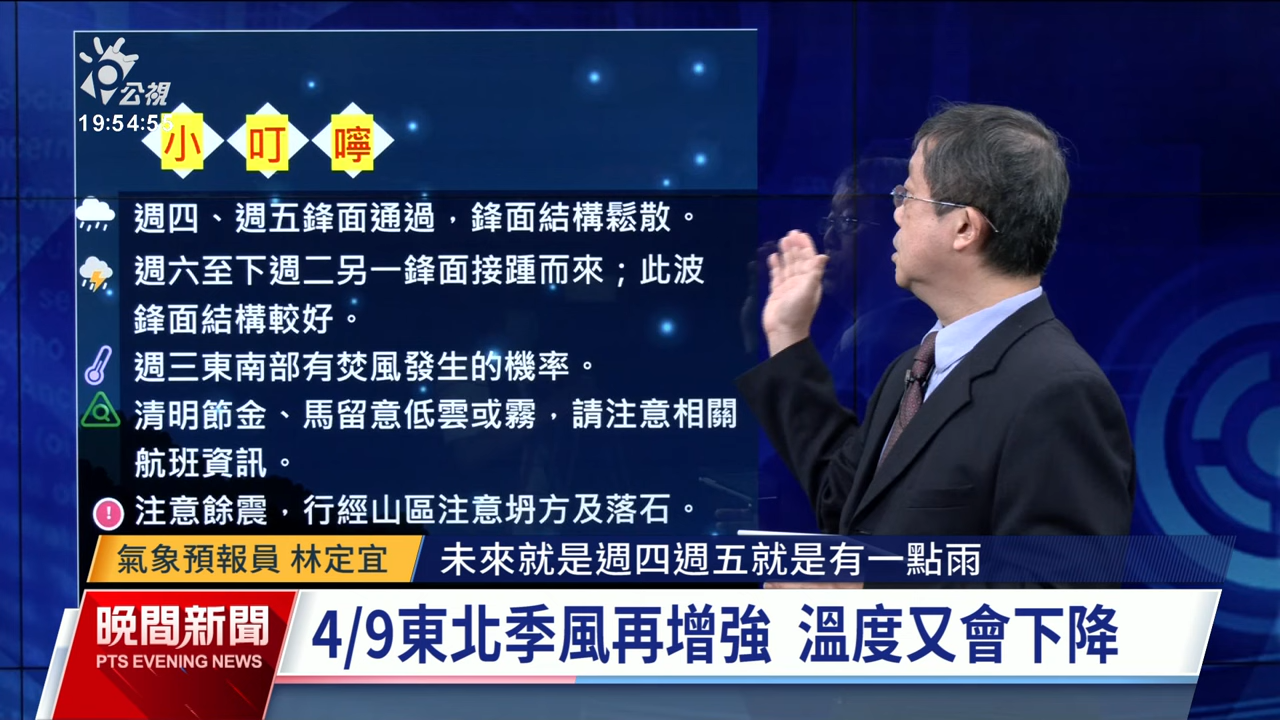 公視
19:54:55
小叮嚀
週四、週五鋒面通過，鋒面結構鬆散。
週六至下週二另一鋒面接踵而來；此波
鋒面結構較好。
週三東南部有焚風發生的機率。
清明節金、馬留意低雲或霧，請注意相關
航班資訊。
注意餘震，行經山區注意坍方及落石。
氣象預報員 林定宜
未來就是週四週五就是有一點雨
晚間新聞
PTS EVENING NEWS
4/9東北季風再增強 溫度又會下降